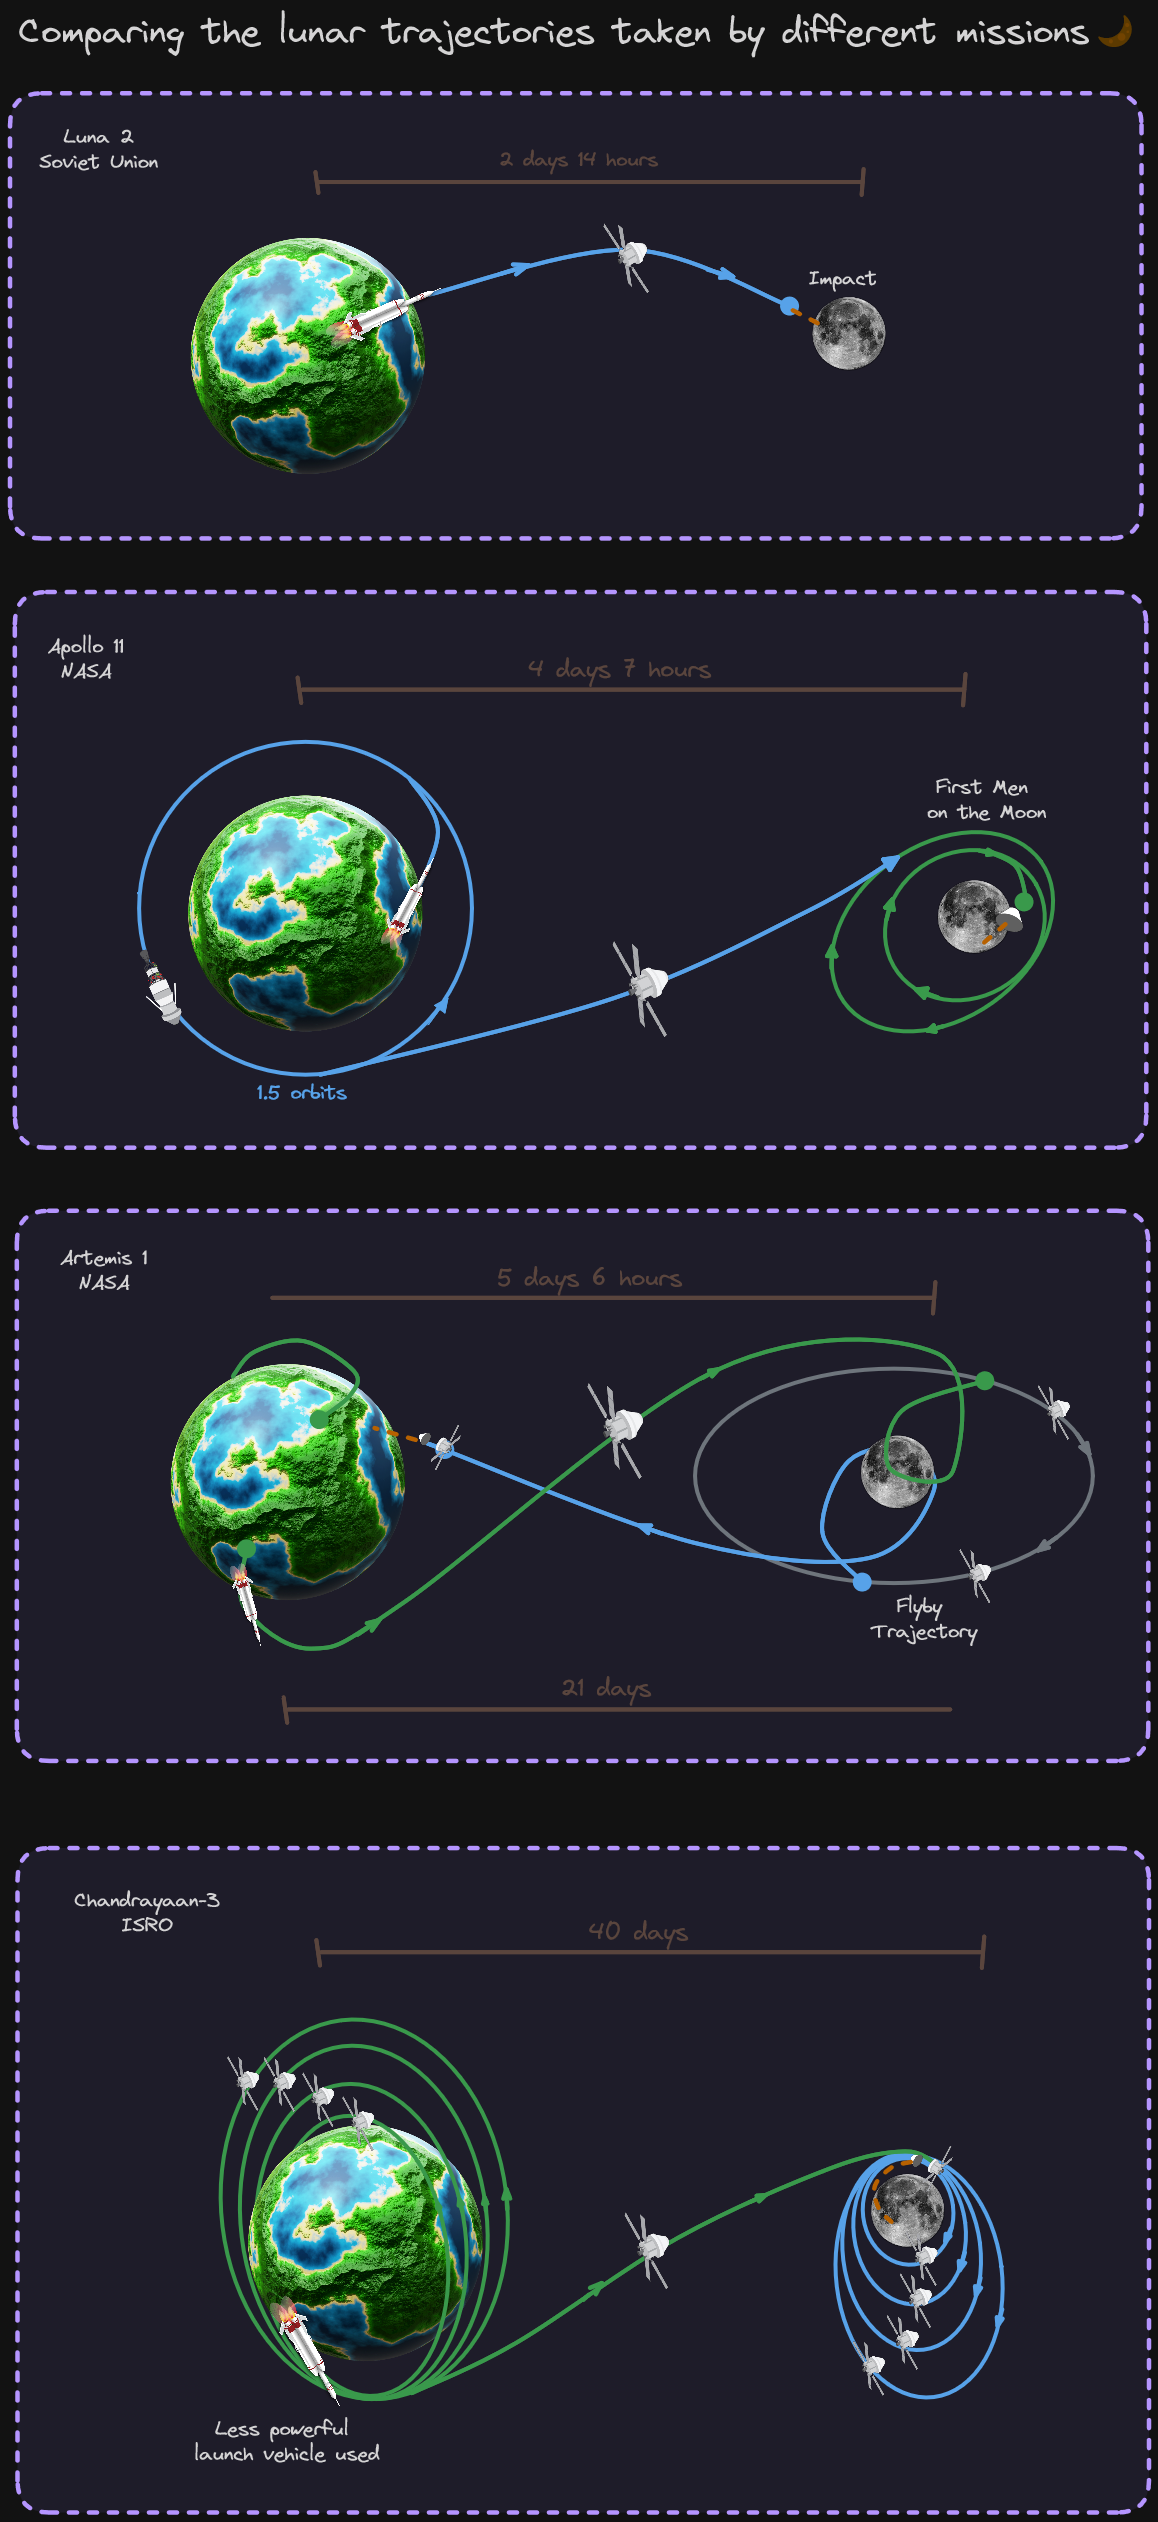 Comparing the lunar trajectories taken by different missions
Luna 2
Soviet Union
2 days 14 hours
Impact
Apollo 11
NASA
4 days 7 hours
First Men
on the Moon
1.5 orbits
Artemis 1
NASA
5 days 6 hours
Flyby
Trajectory
21 days
Chandrayaan-3
ISRO
40 days
Less powerful
launch vehicle used